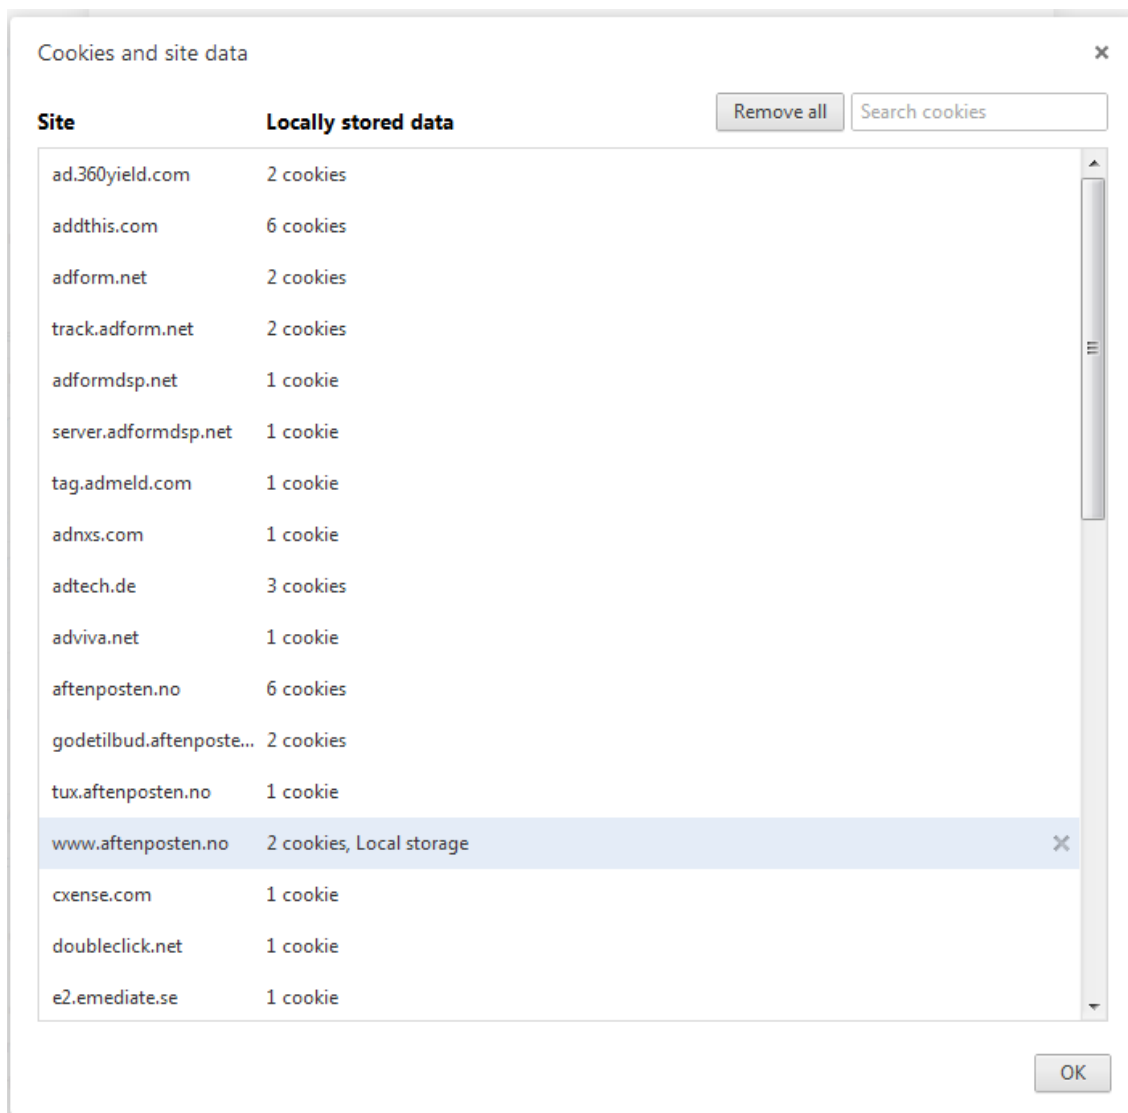 Cookies and site data
Site Locally stored data Remove all Search cookies
ad.360yield.com 2 cookies
addthis.com 6 cookies
adform.net 2 cookies
track.adform.net 2 cookies
adformdsp.net 1 cookie
server.adformdsp.net 1 cookie
tag.admeld.com 1 cookie
adnxs.com 1 cookie
adtech.de 3 cookies
adviva.net 1 cookie
aftenposten.no 6 cookies
godetilbud.aftenposte... 2 cookies
tux.aftenposten.no 1 cookie
www.aftenposten.no 2 cookies, Local storage
cxense.com 1 cookie
doubleclick.net 1 cookie
e2.emediate.se 1 cookie
OK